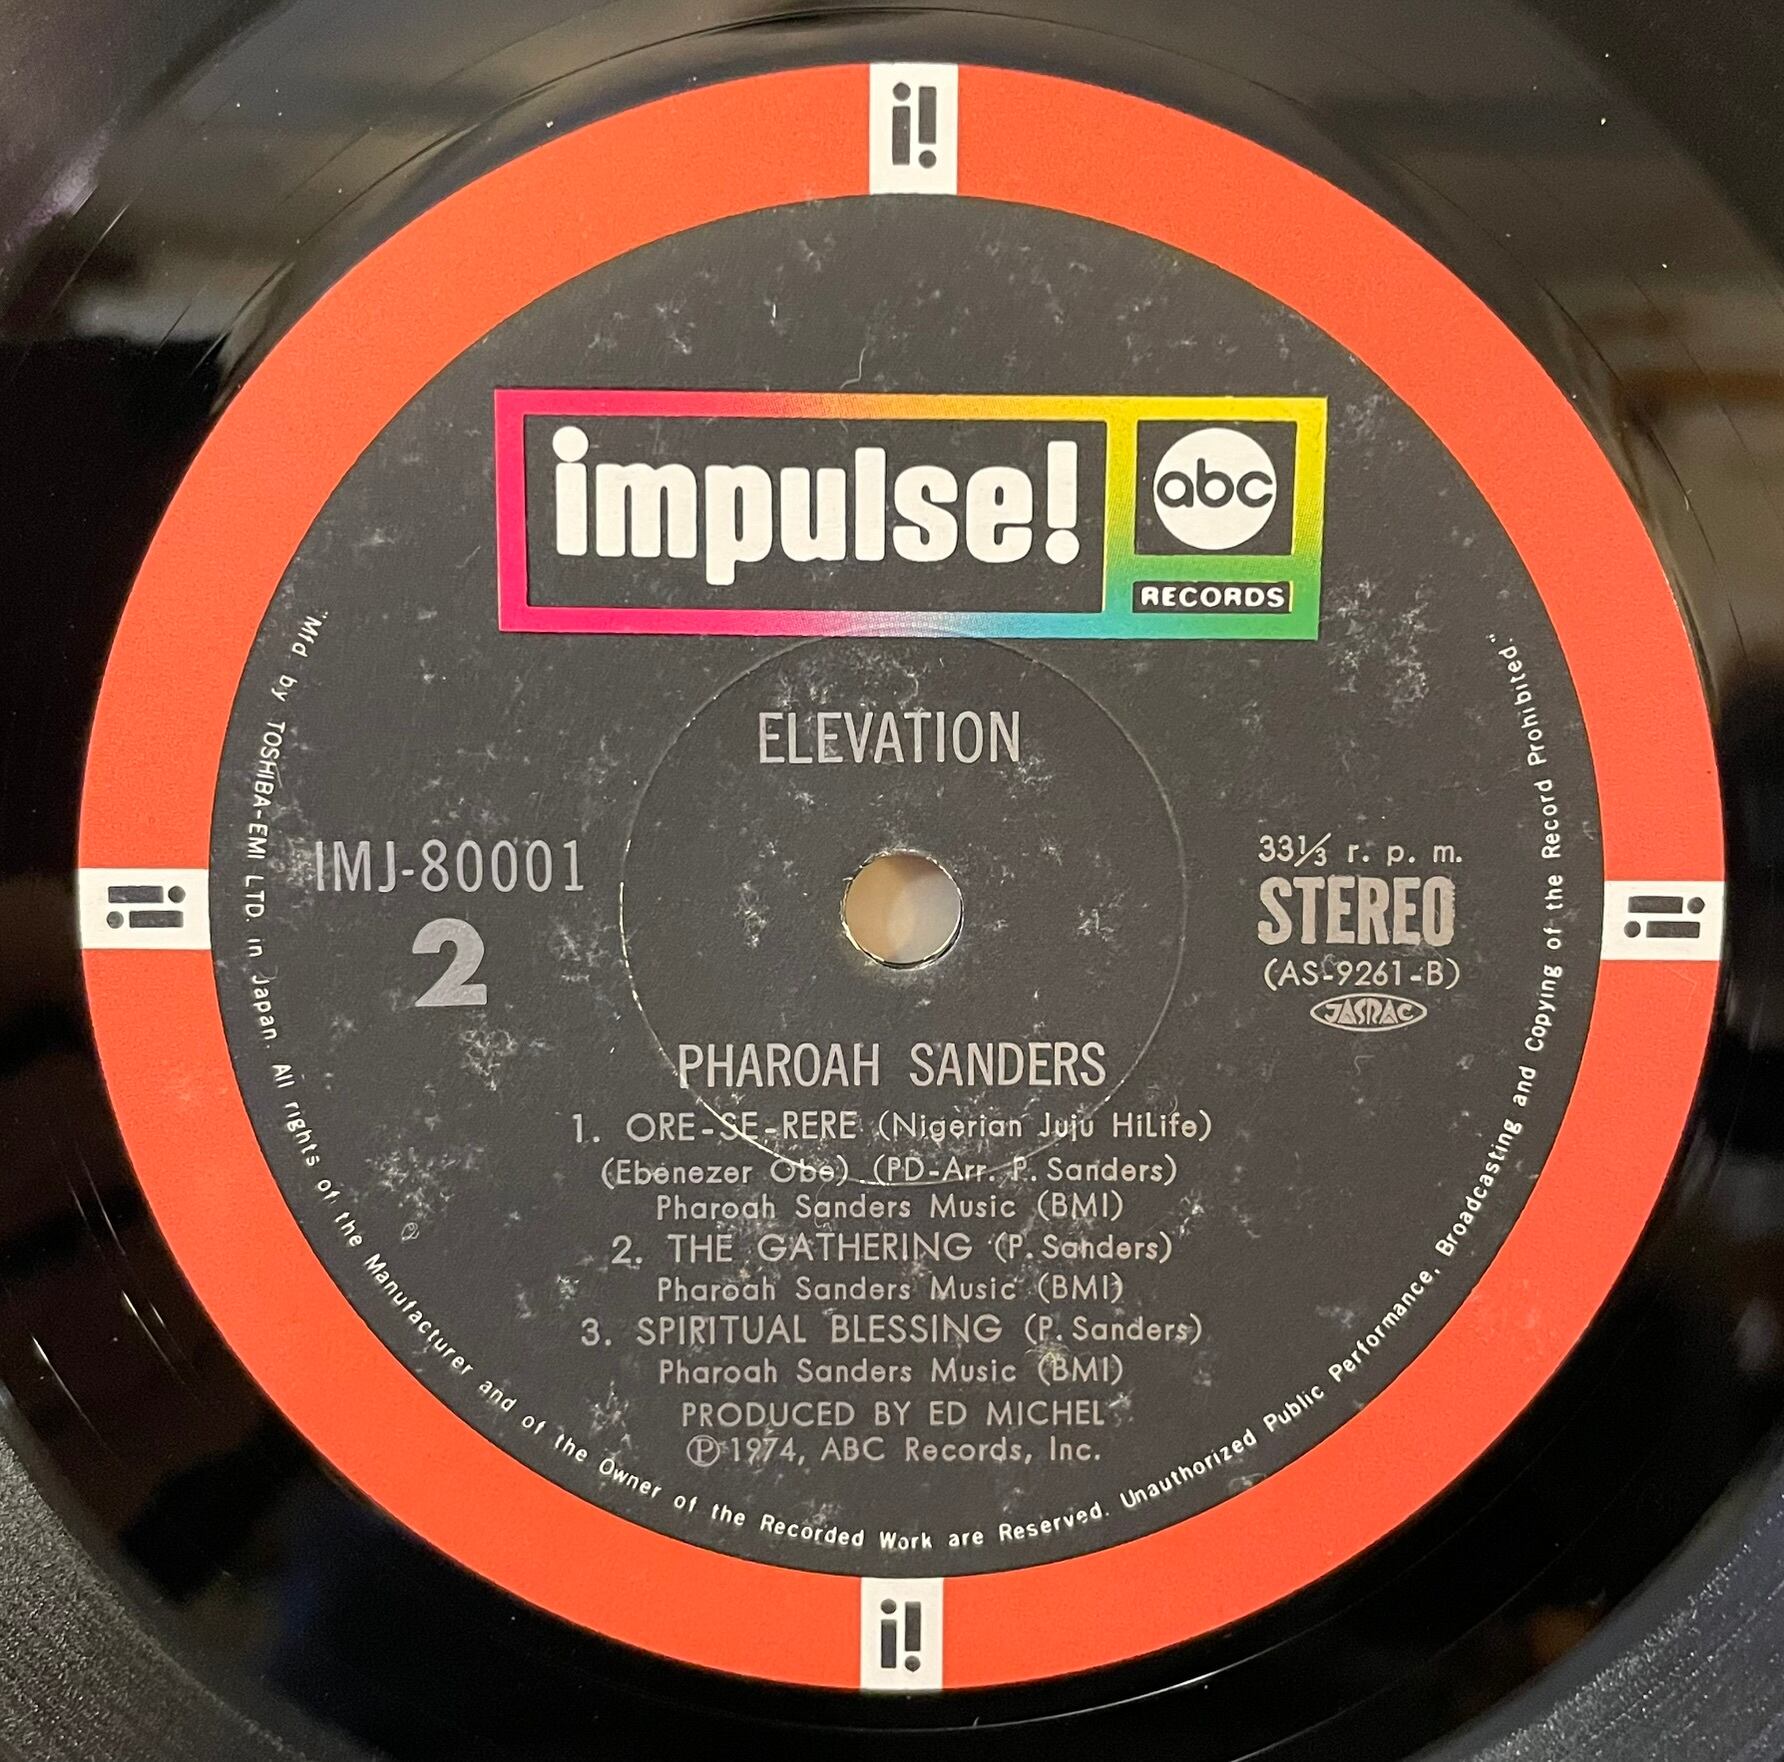 i!
impulse!
abc
RECORDS
ELEVATION
IMJ-80001
2
33⅓ r. p. m.
STEREO
(AS-9261-B)
JASRAC
PHAROAH SANDERS
1. ORE-SE-RERE (Nigerian Juju HiLife)
(Ebenezer Obe) (PD-Arr. P. Sanders)
Pharoah Sanders Music (BMI)
2. THE GATHERING (P. Sanders)
Pharoah Sanders Music (BMI)
3. SPIRITUAL BLESSING (P. Sanders)
Pharoah Sanders Music (BMI)
PRODUCED BY ED MICHEL
Ⓟ 1974, ABC Records, Inc.
"Mf'd by TOSHIBA-EMI LTD. in Japan. All rights of the Manufacturer and of the Owner of the Recorded Work are Reserved. Unauthorized Public Performance, Broadcasting and Copying of the Record Prohibited."
i!
i!
i!